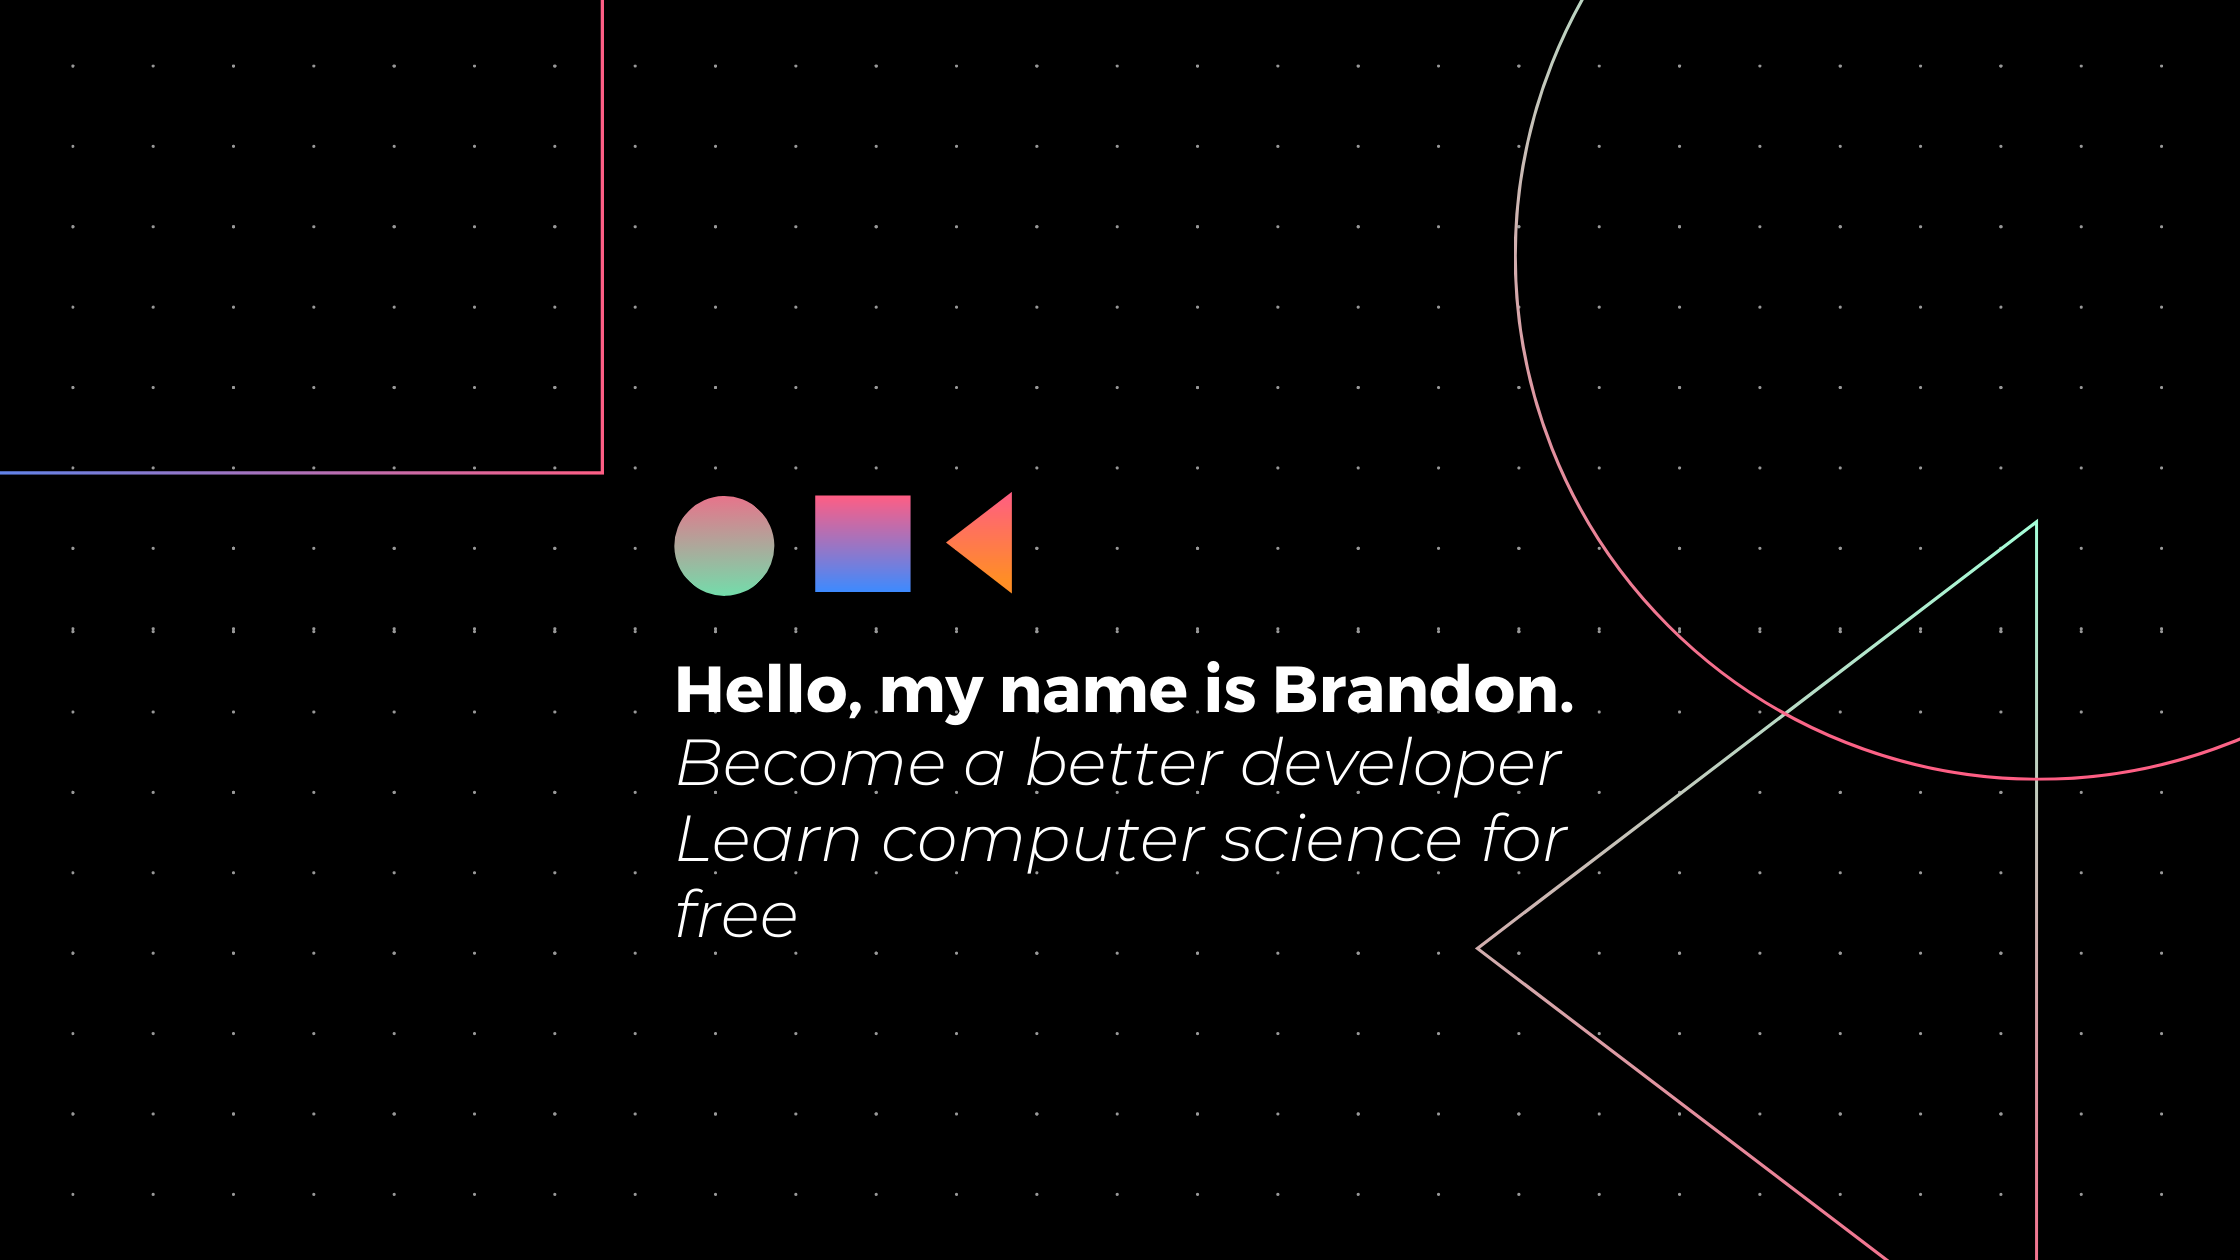 Hello, my name is Brandon.
Become a better developer
Learn computer science for
free